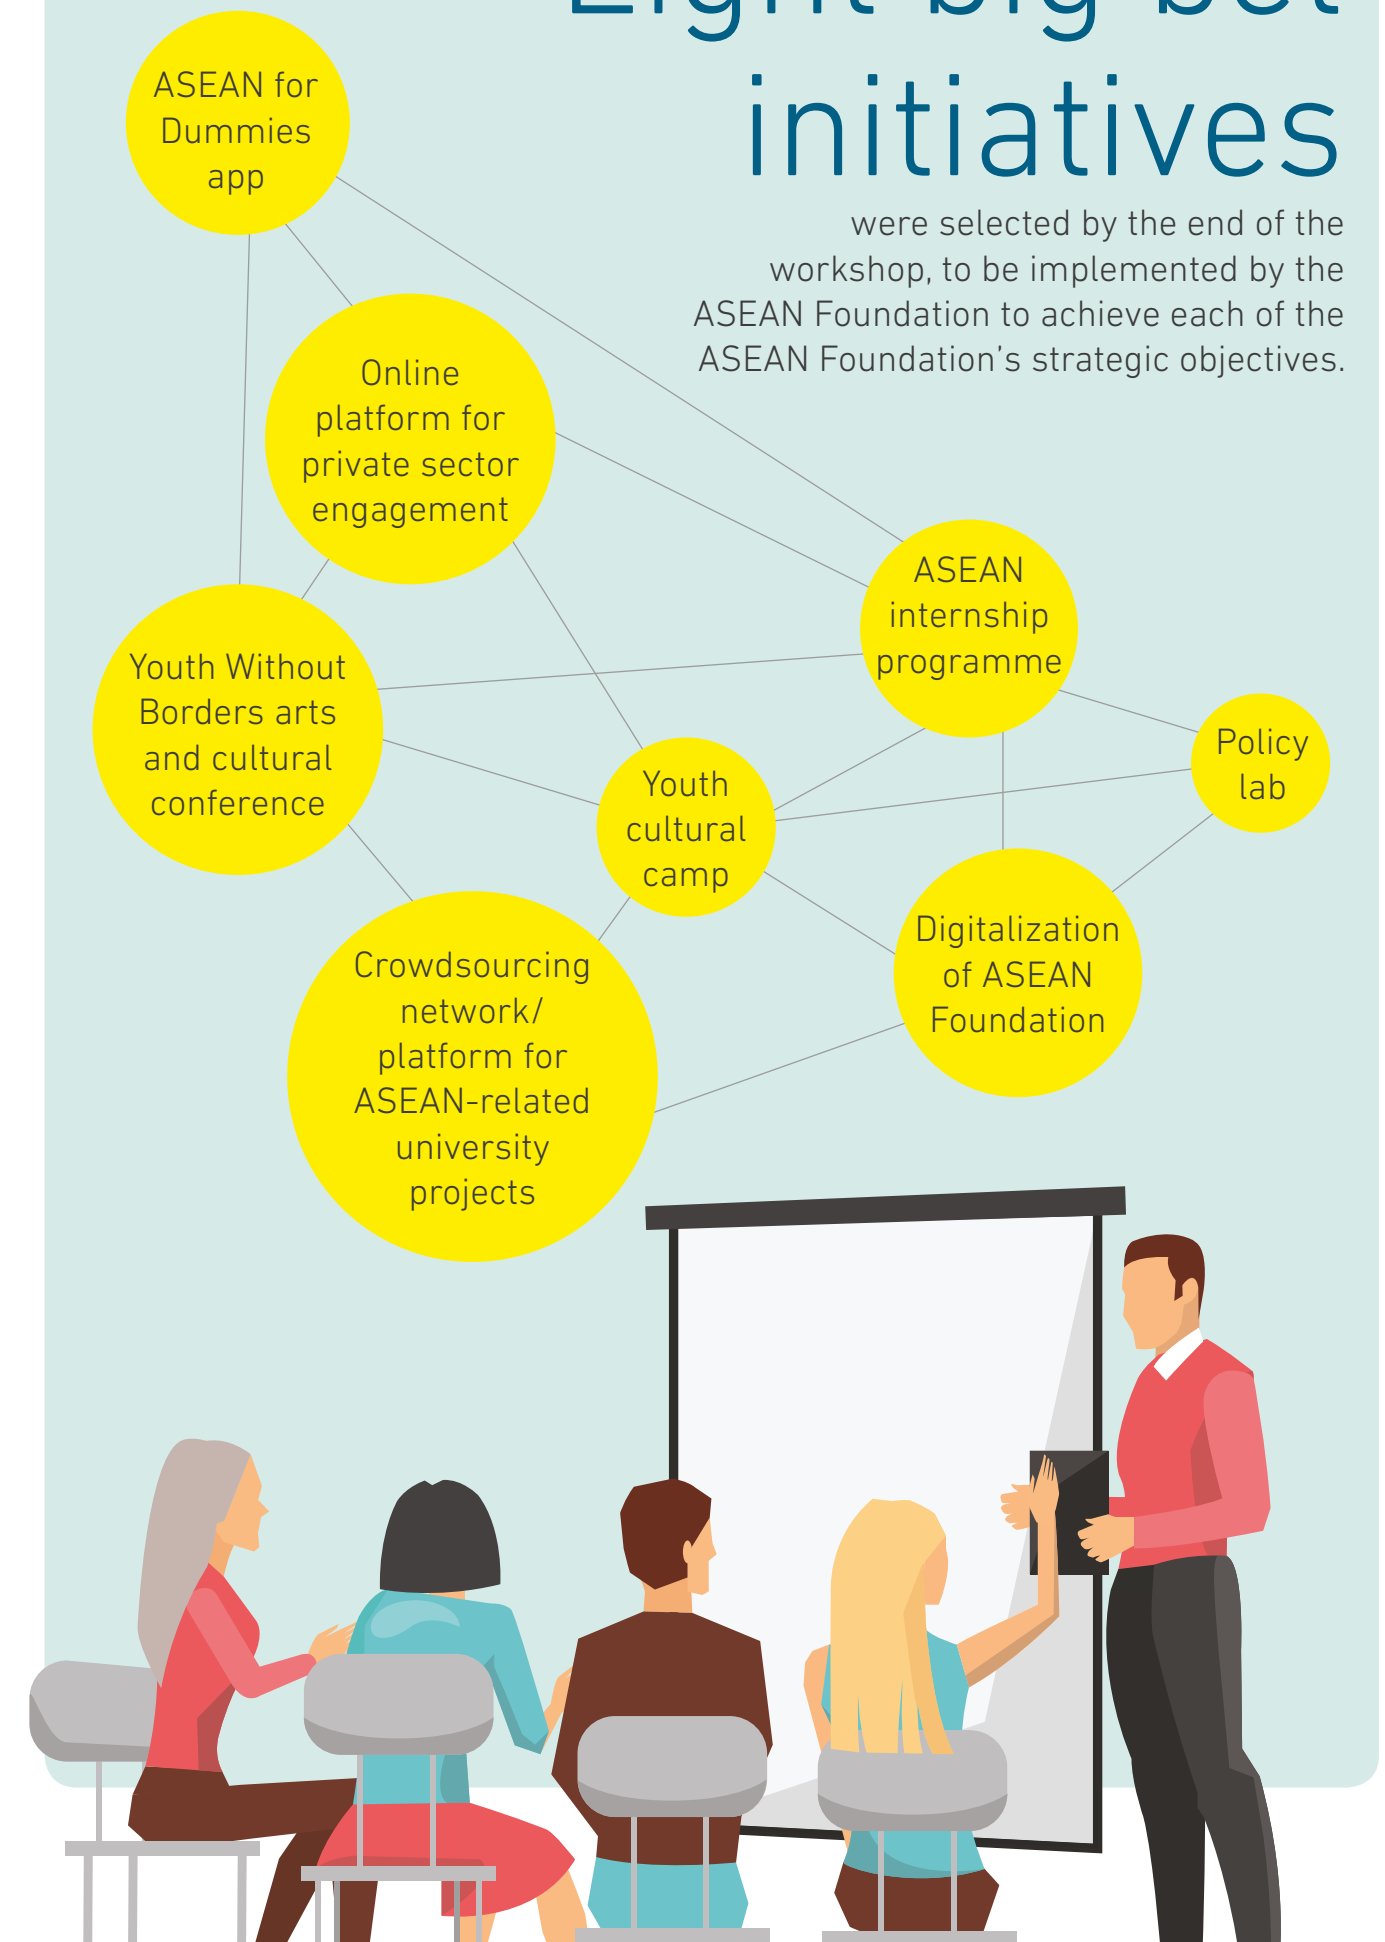 Eight big bet
initiatives
were selected by the end of the
workshop, to be implemented by the
ASEAN Foundation to achieve each of the
ASEAN Foundation's strategic objectives.
ASEAN for
Dummies
app
Online
platform for
private sector
engagement
ASEAN
internship
programme
Youth Without
Borders arts
and cultural
conference
Policy
lab
Youth
cultural
camp
Digitalization
of ASEAN
Foundation
Crowdsourcing
network/
platform for
ASEAN-related
university
projects